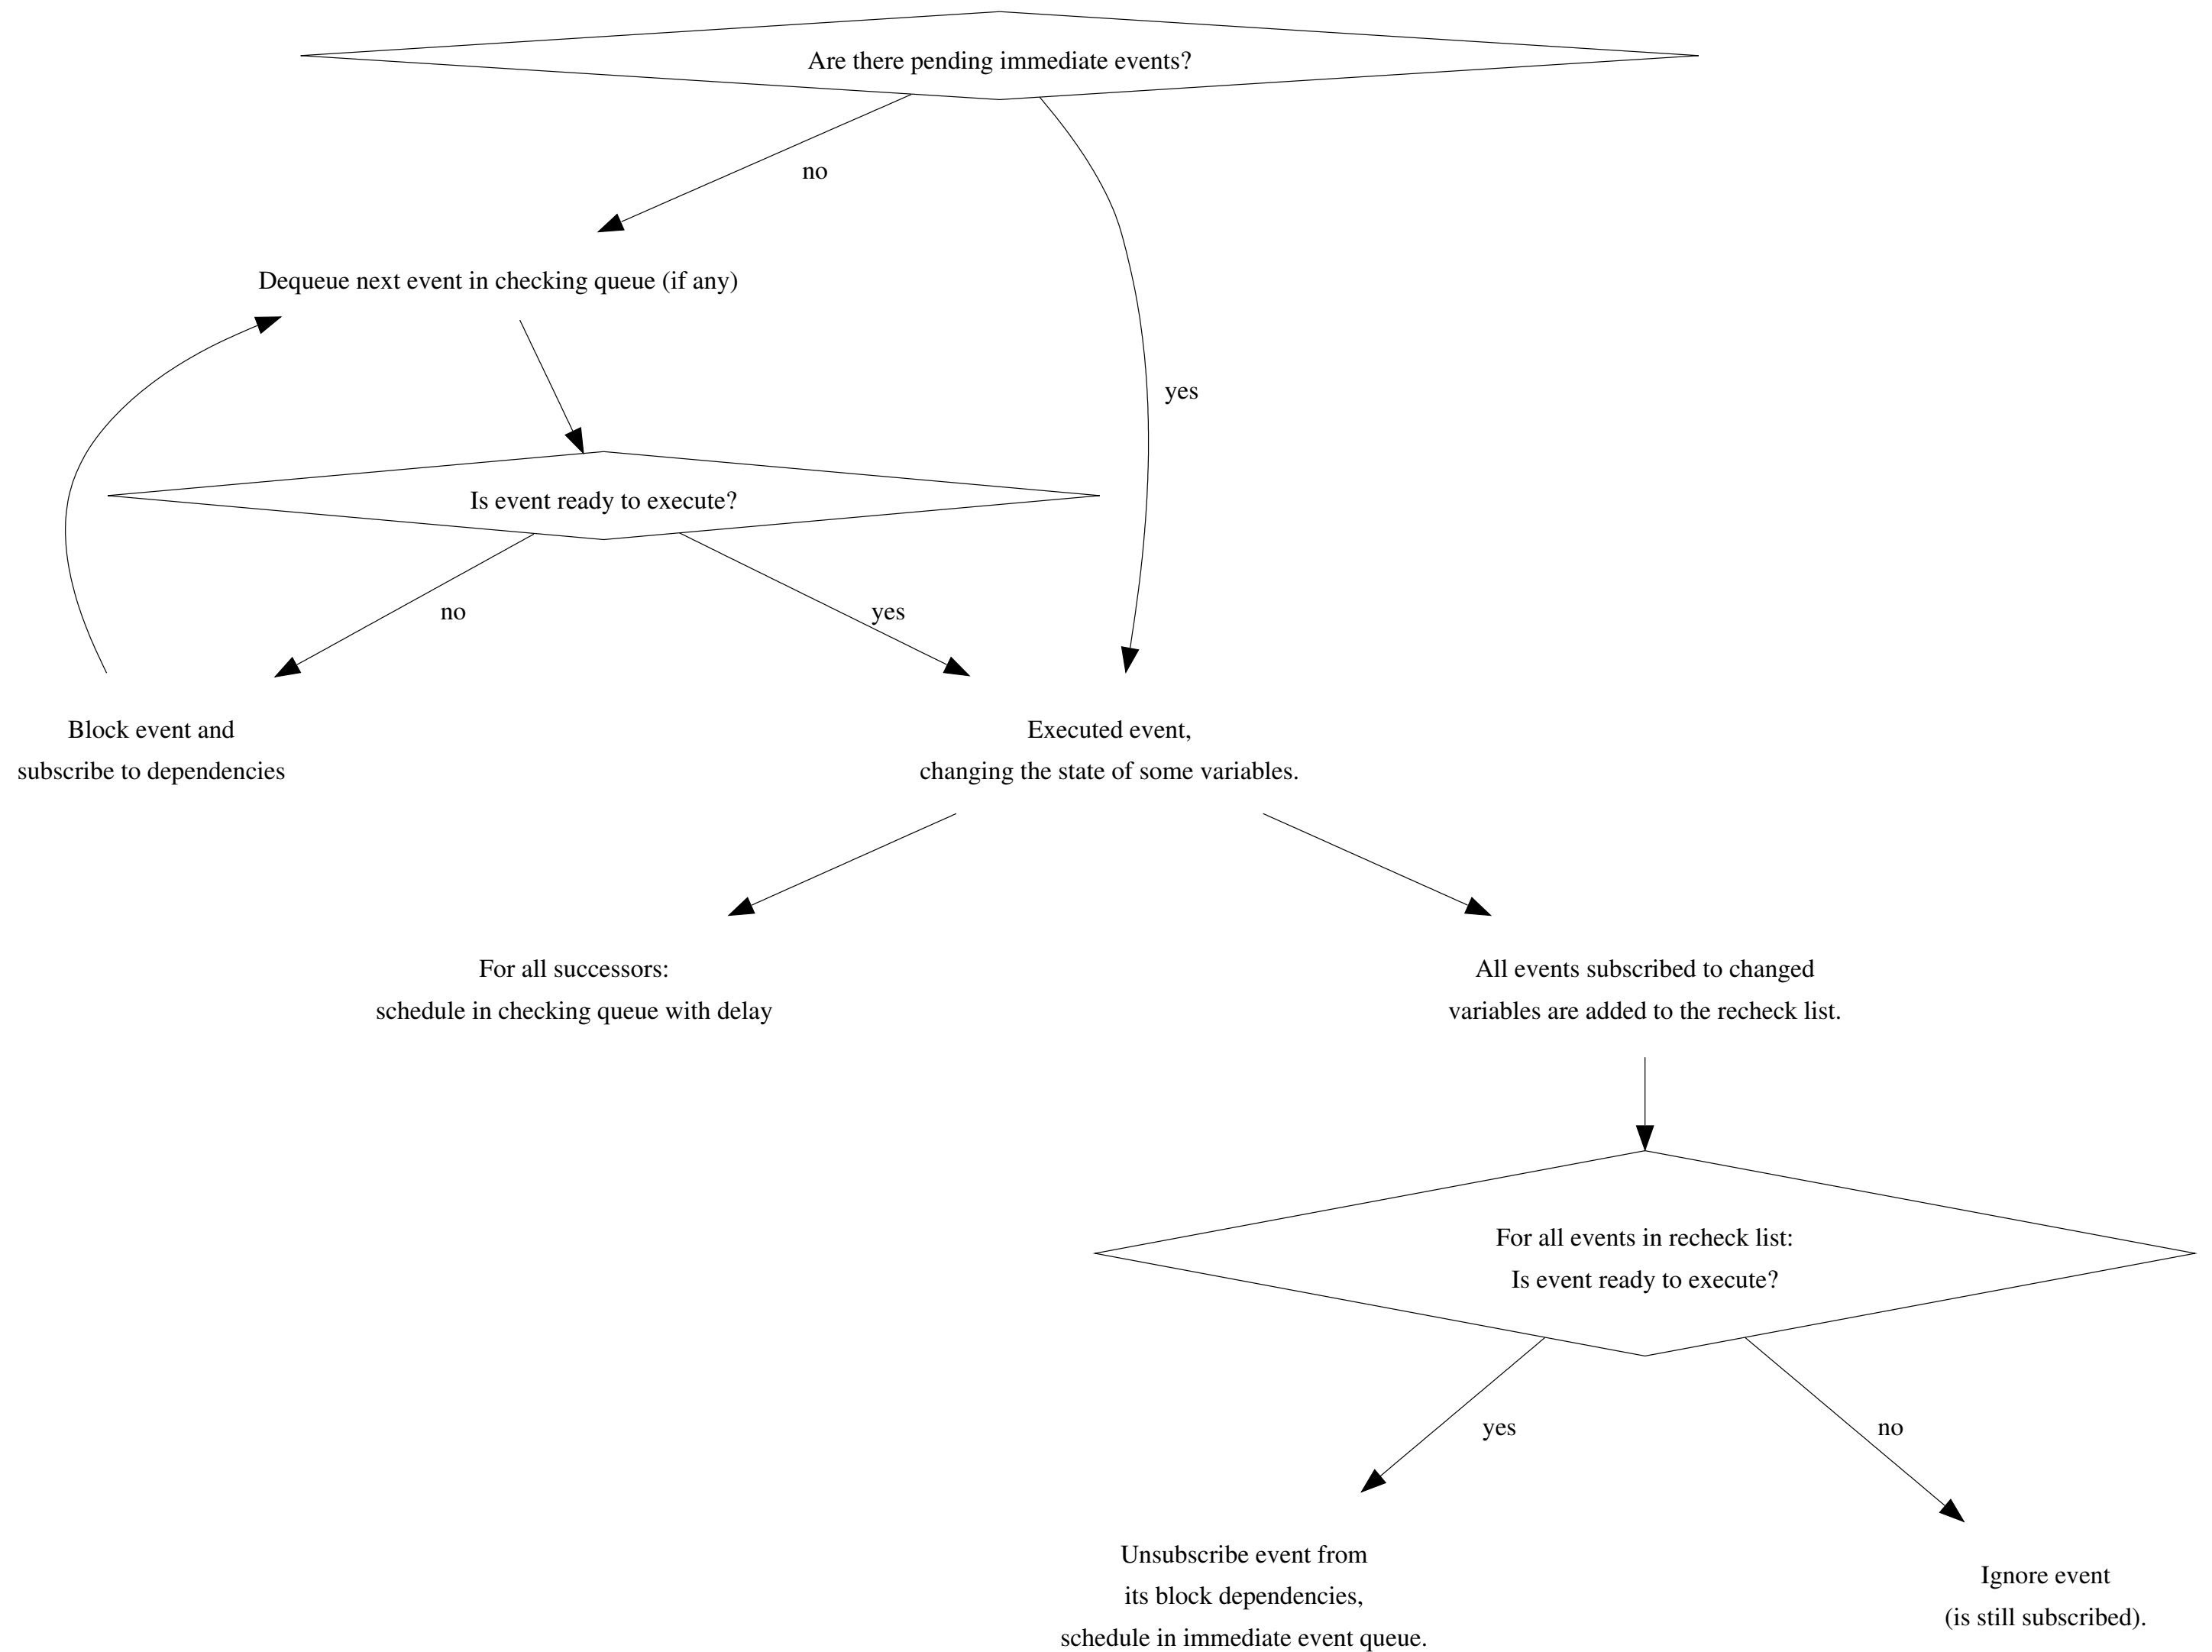 Are there pending immediate events?
no
Dequeue next event in checking queue (if any)
yes
Is event ready to execute?
no
yes
Block event and
subscribe to dependencies
Executed event,
changing the state of some variables.
For all successors:
schedule in checking queue with delay
All events subscribed to changed
variables are added to the recheck list.
For all events in recheck list:
Is event ready to execute?
yes
no
Unsubscribe event from
its block dependencies,
schedule in immediate event queue.
Ignore event
(is still subscribed).